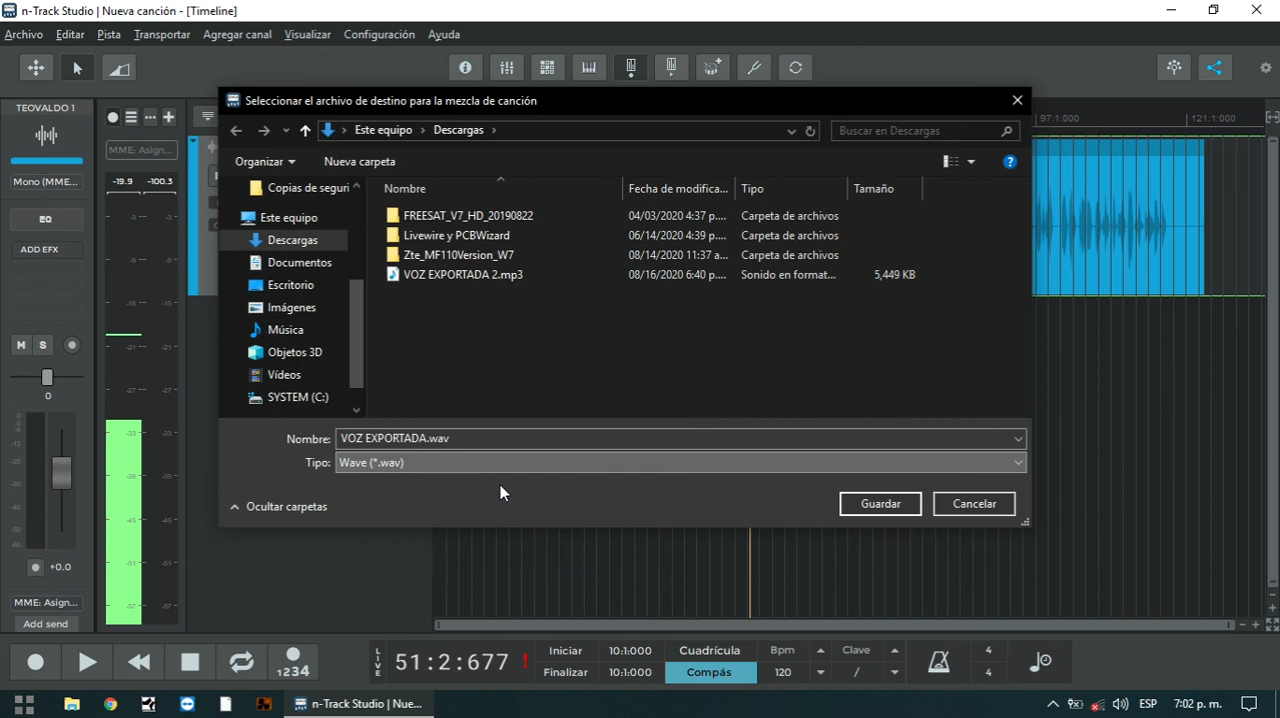 n-Track Studio | Nueva canción - [Timeline]
Archivo Editar Pista Transportar Agregar canal Visualizar Configuración Ayuda
TEOVALDO 1
MME: Asign...
-19.9 -100.3
Mono (MME...
EQ
ADD EFX
M S
0
+0.0
MME: Asign...
Add send
97:1:000 121:1:000
Seleccionar el archivo de destino para la mezcla de canción
Este equipo > Descargas >
Buscar en Descargas
Organizar Nueva carpeta
Copias de seguri
Este equipo
Descargas
Documentos
Escritorio
Imágenes
Música
Objetos 3D
Vídeos
SYSTEM (C:)
Nombre Fecha de modifica... Tipo Tamaño
FREESAT_V7_HD_20190822 04/03/2020 4:37 p.... Carpeta de archivos
Livewire y PCBWizard 06/14/2020 4:39 p.... Carpeta de archivos
Zte_MF110Version_W7 08/14/2020 11:37 a... Carpeta de archivos
VOZ EXPORTADA 2.mp3 08/16/2020 6:40 p.... Sonido en format... 5,449 KB
Nombre: VOZ EXPORTADA.wav
Tipo: Wave (*.wav)
Ocultar carpetas
Guardar Cancelar
1234
LIVE
51:2:677 !
Iniciar 10:1:000 Cuadrícula Bpm Clave 4
Finalizar 10:1:000 Compás 120 / 4
n-Track Studio | Nue...
ESP 7:02 p. m.